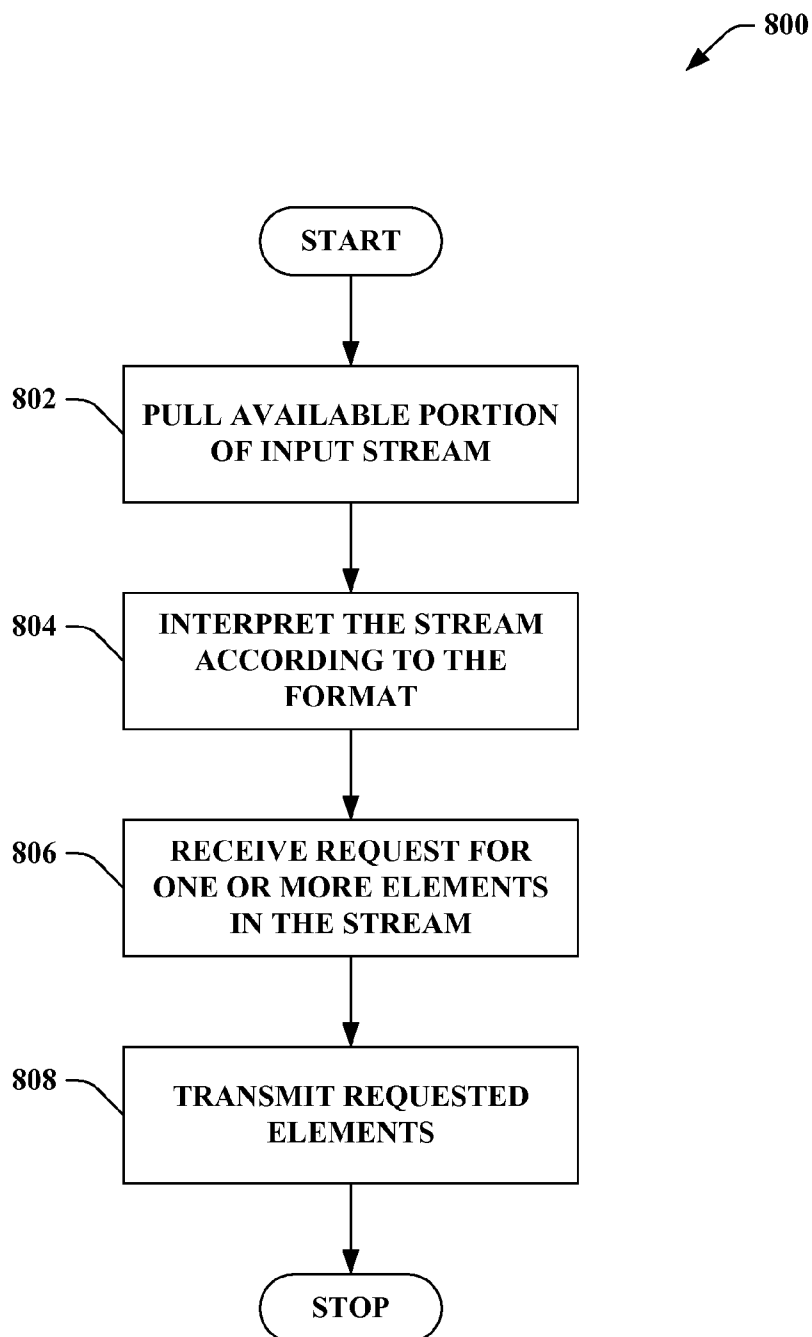 800
START
802
PULL AVAILABLE PORTION
OF INPUT STREAM
804
INTERPRET THE STREAM
ACCORDING TO THE
FORMAT
806
RECEIVE REQUEST FOR
ONE OR MORE ELEMENTS
IN THE STREAM
808
TRANSMIT REQUESTED
ELEMENTS
STOP